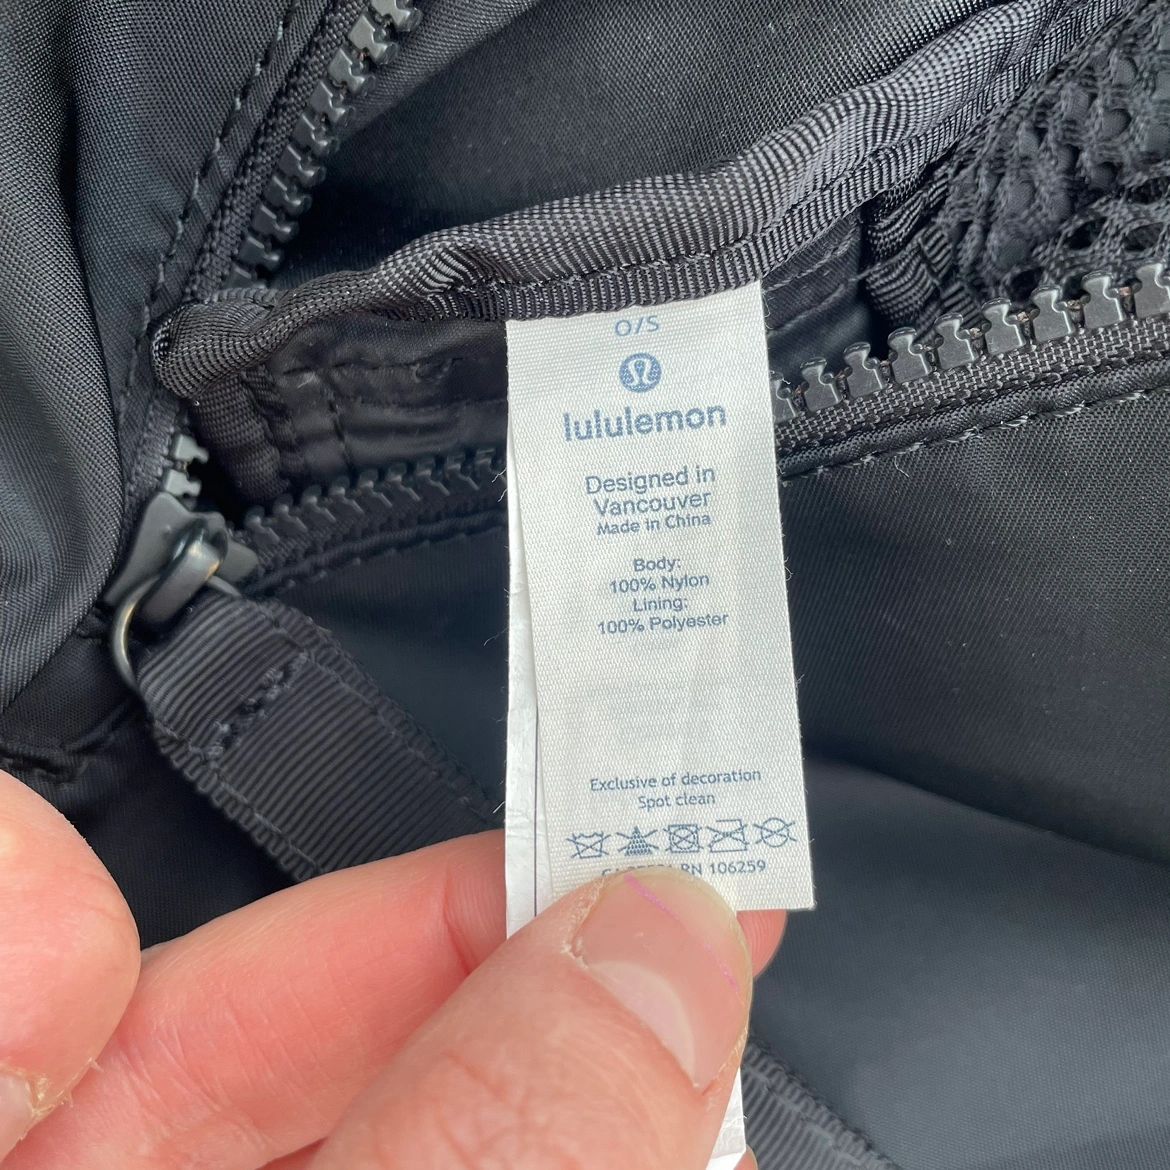 O/S
lululemon
Designed in
Vancouver
Made in China
Body:
100% Nylon
Lining:
100% Polyester
Exclusive of decoration
Spot clean
RN 106259